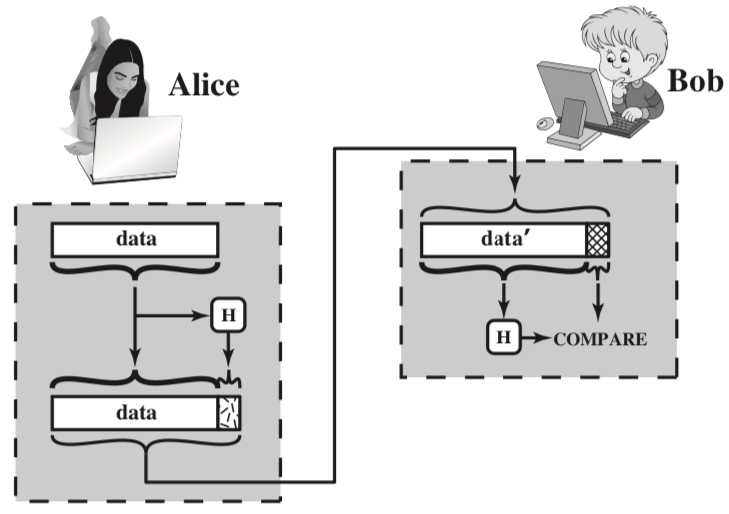 Alice
Bob
data
H
data
data′
H
COMPARE